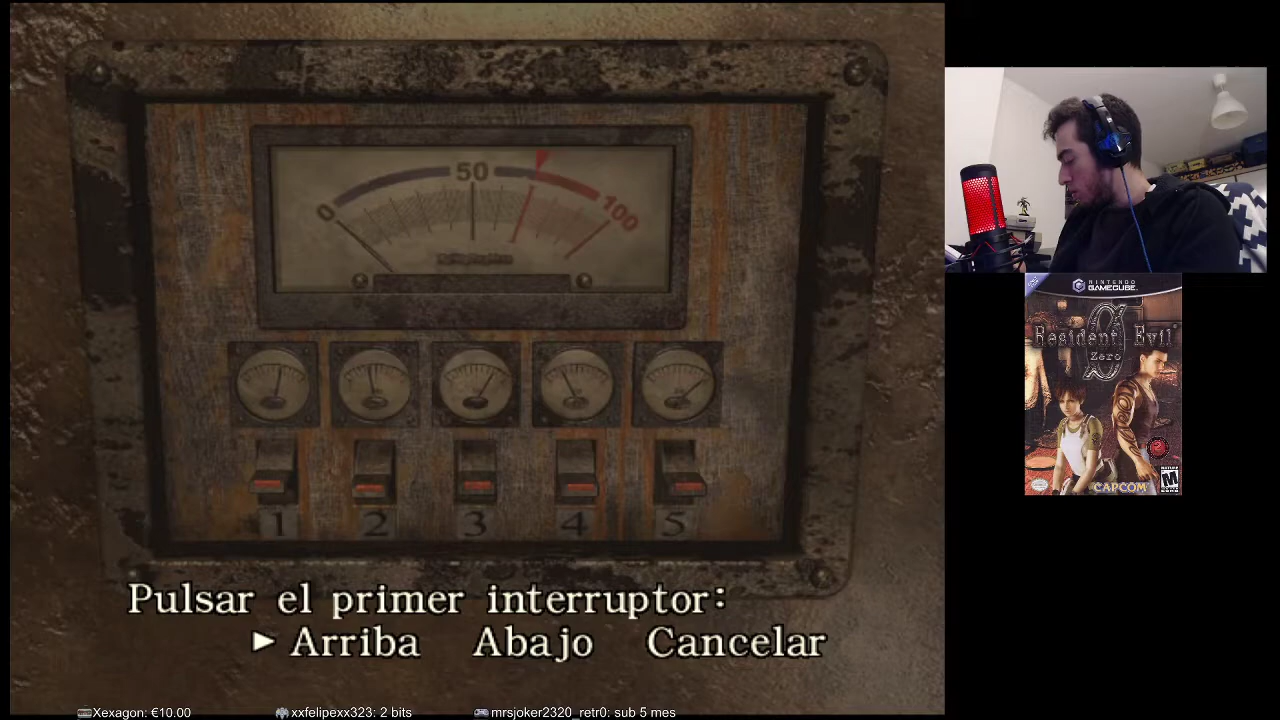 0
50
100
1 2 3 4 5
Pulsar el primer interruptor:
Arriba Abajo Cancelar
NINTENDO
GAMECUBE
Resident Evil
Zero
M
CAPCOM
Xexagon: €10.00
xxfelipexx323: 2 bits
mrsjoker2320_retr0: sub 5 mes